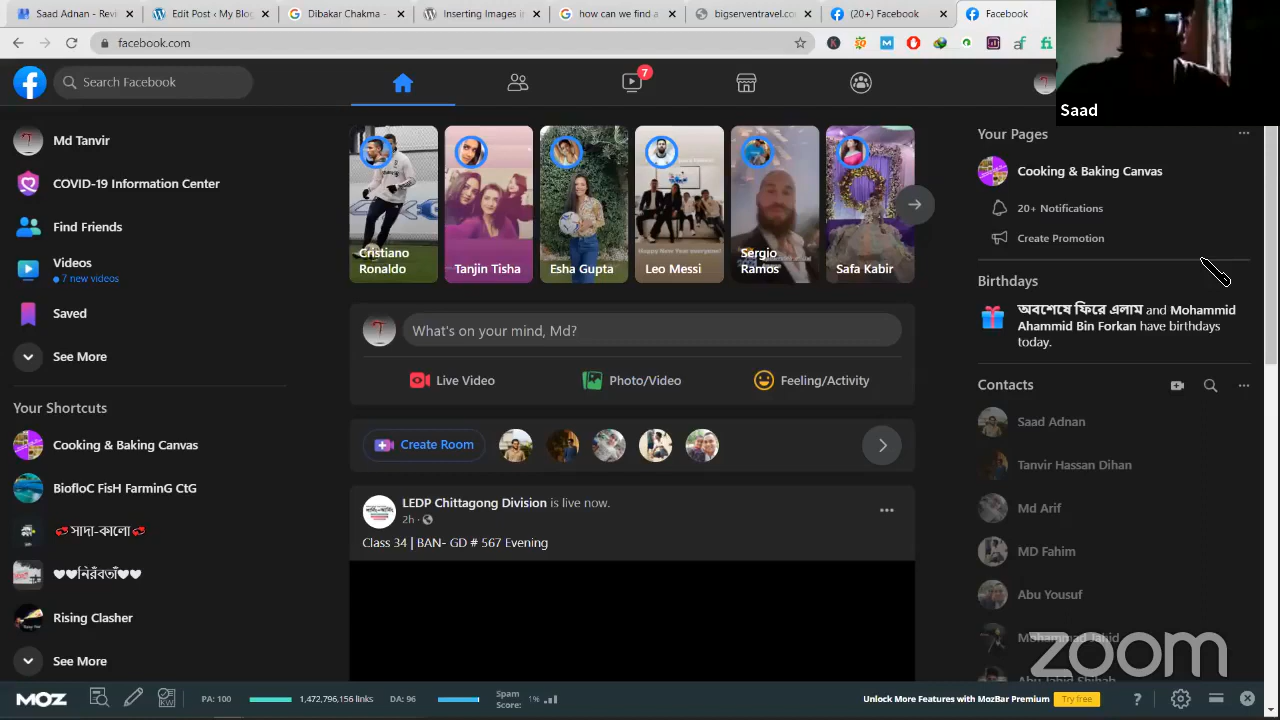 Saad Adnan - Revi
Edit Post ‹ My Blo
Dibakar Chakma -
Inserting Images in
how can we find a
bigserventravel.co
(20+) Facebook
Facebook
facebook.com
Saad
Search Facebook
7
Md Tanvir
COVID-19 Information Center
Find Friends
Videos
7 new videos
Saved
See More
Your Shortcuts
Cooking & Baking Canvas
BiofloC FisH FarminG CtG
সাদা-কালো
Rising Clasher
See More
Cristiano
Ronaldo
Tanjin Tisha
Esha Gupta
Leo Messi
Sergio
Ramos
Safa Kabir
What's on your mind, Md?
Live Video
Photo/Video
Feeling/Activity
Create Room
LEDP Chittagong Division is live now.
2h ·
Class 34 | BAN- GD # 567 Evening
Your Pages
Cooking & Baking Canvas
20+ Notifications
Create Promotion
Birthdays
অবশেষে ফিরে এলাম and Mohammid
Ahammid Bin Forkan have birthdays
today.
Contacts
Saad Adnan
Tanvir Hassan Dihan
Md Arif
MD Fahim
Abu Yousuf
Mohammad Jahid
zoom
MOZ
PA: 100
1,472,796,156 links
DA: 96
Spam
Score:
1%
Unlock More Features with MozBar Premium
Try free